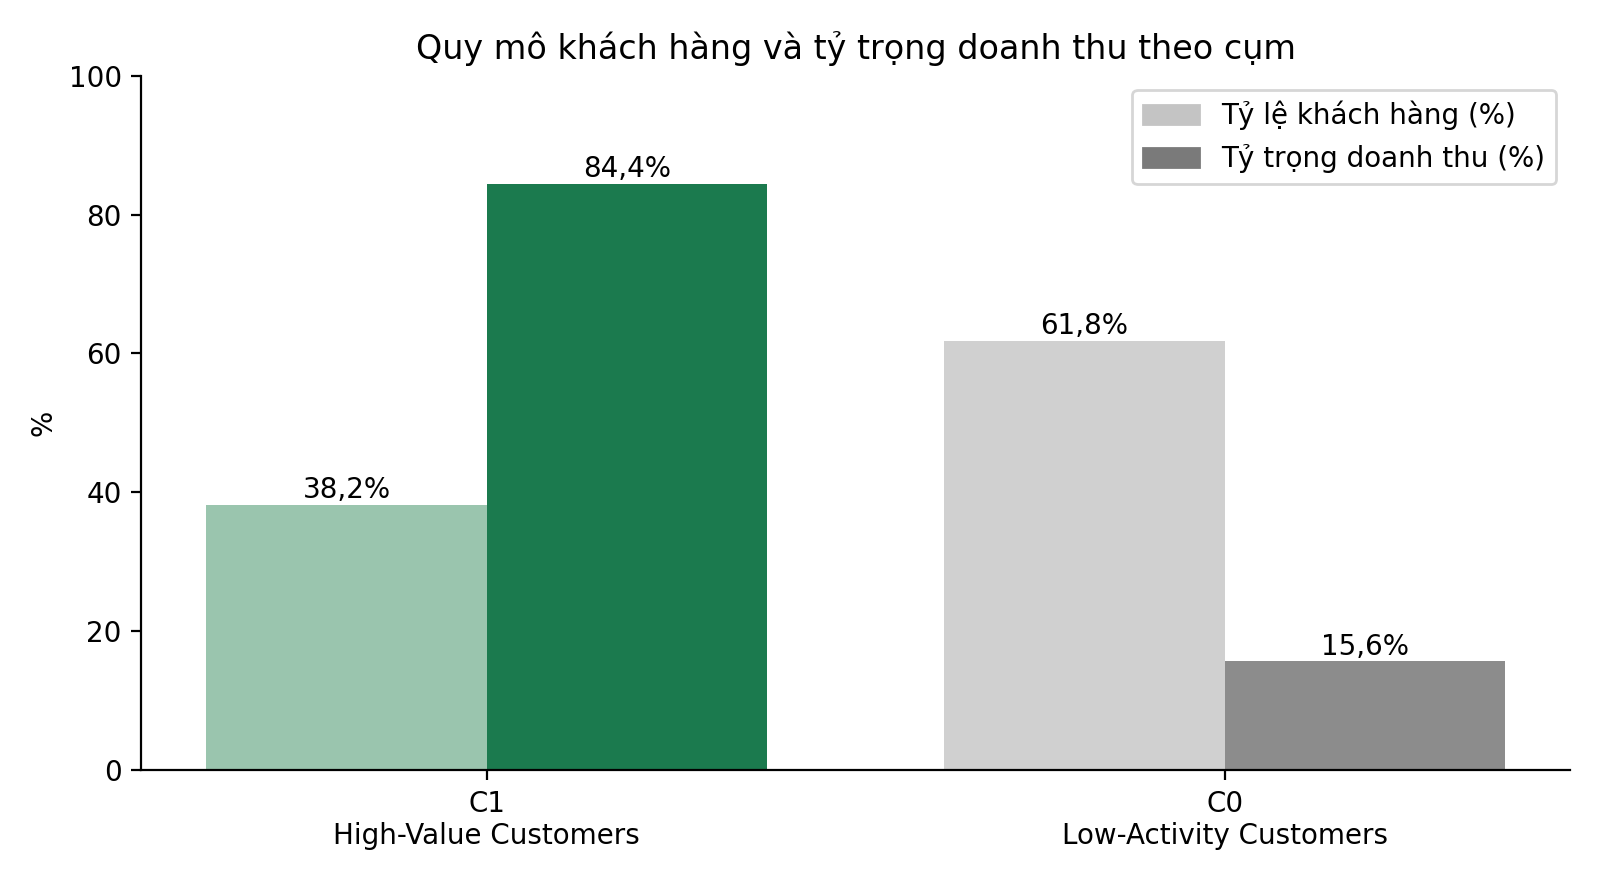 Quy mô khách hàng và tỷ trọng doanh thu theo cụm
Tỷ lệ khách hàng (%)
Tỷ trọng doanh thu (%)
%
100
80
60
40
20
0
38,2%
84,4%
61,8%
15,6%
C1
High-Value Customers
C0
Low-Activity Customers